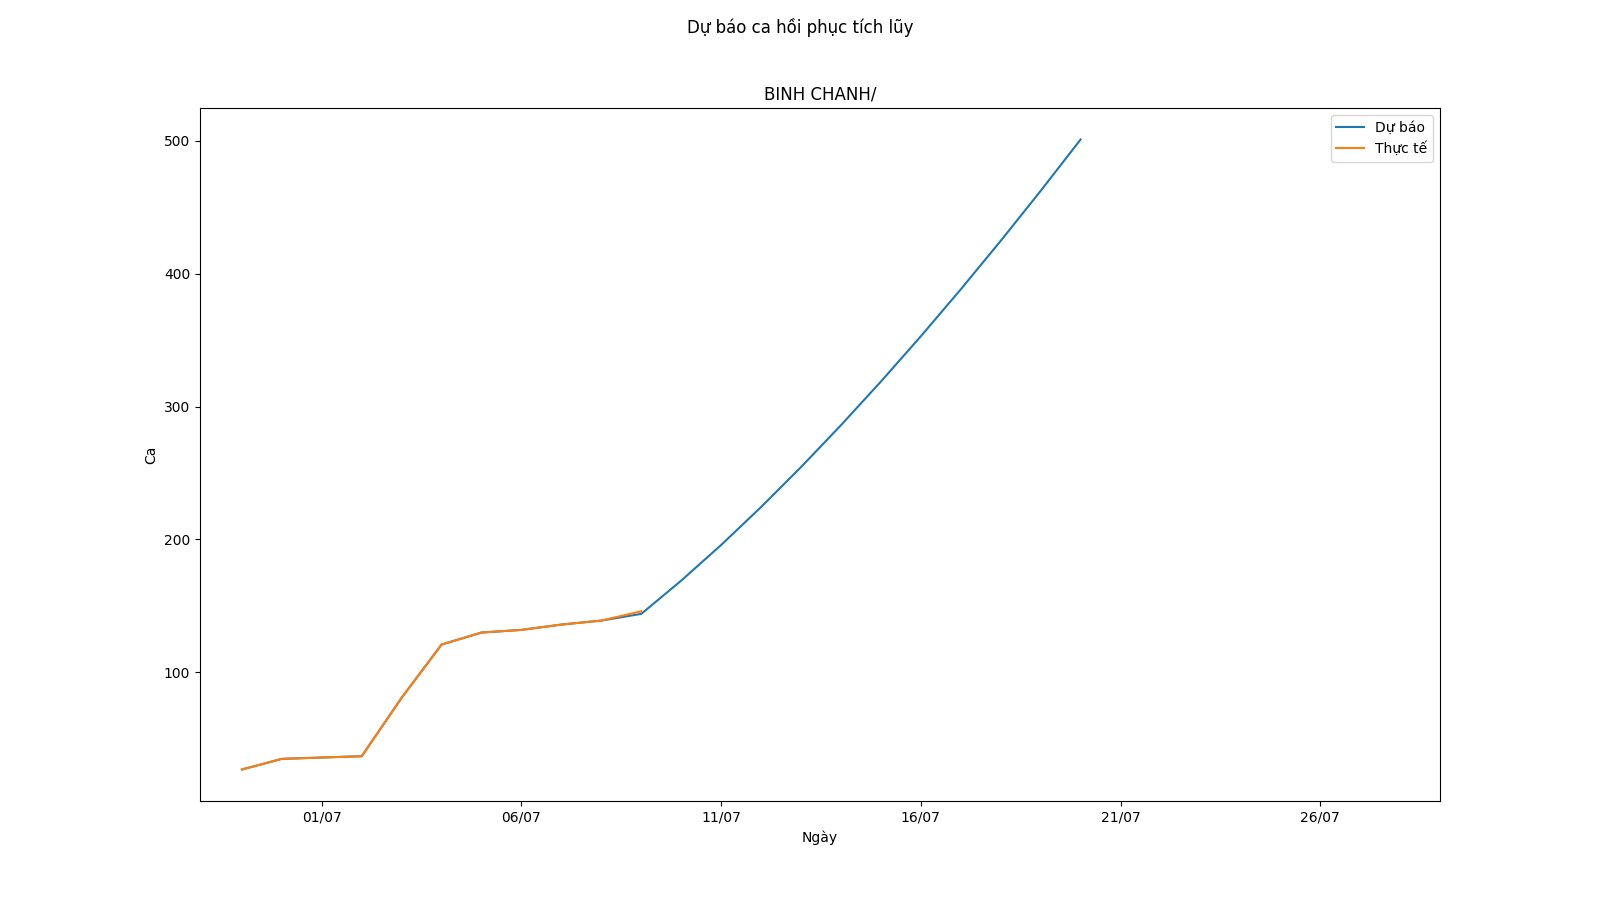 Dự báo ca hồi phục tích lũy
BINH CHANH/
Dự báo
Thực tế
500
400
300
200
100
Ca
01/07
06/07
11/07
16/07
21/07
26/07
Ngày